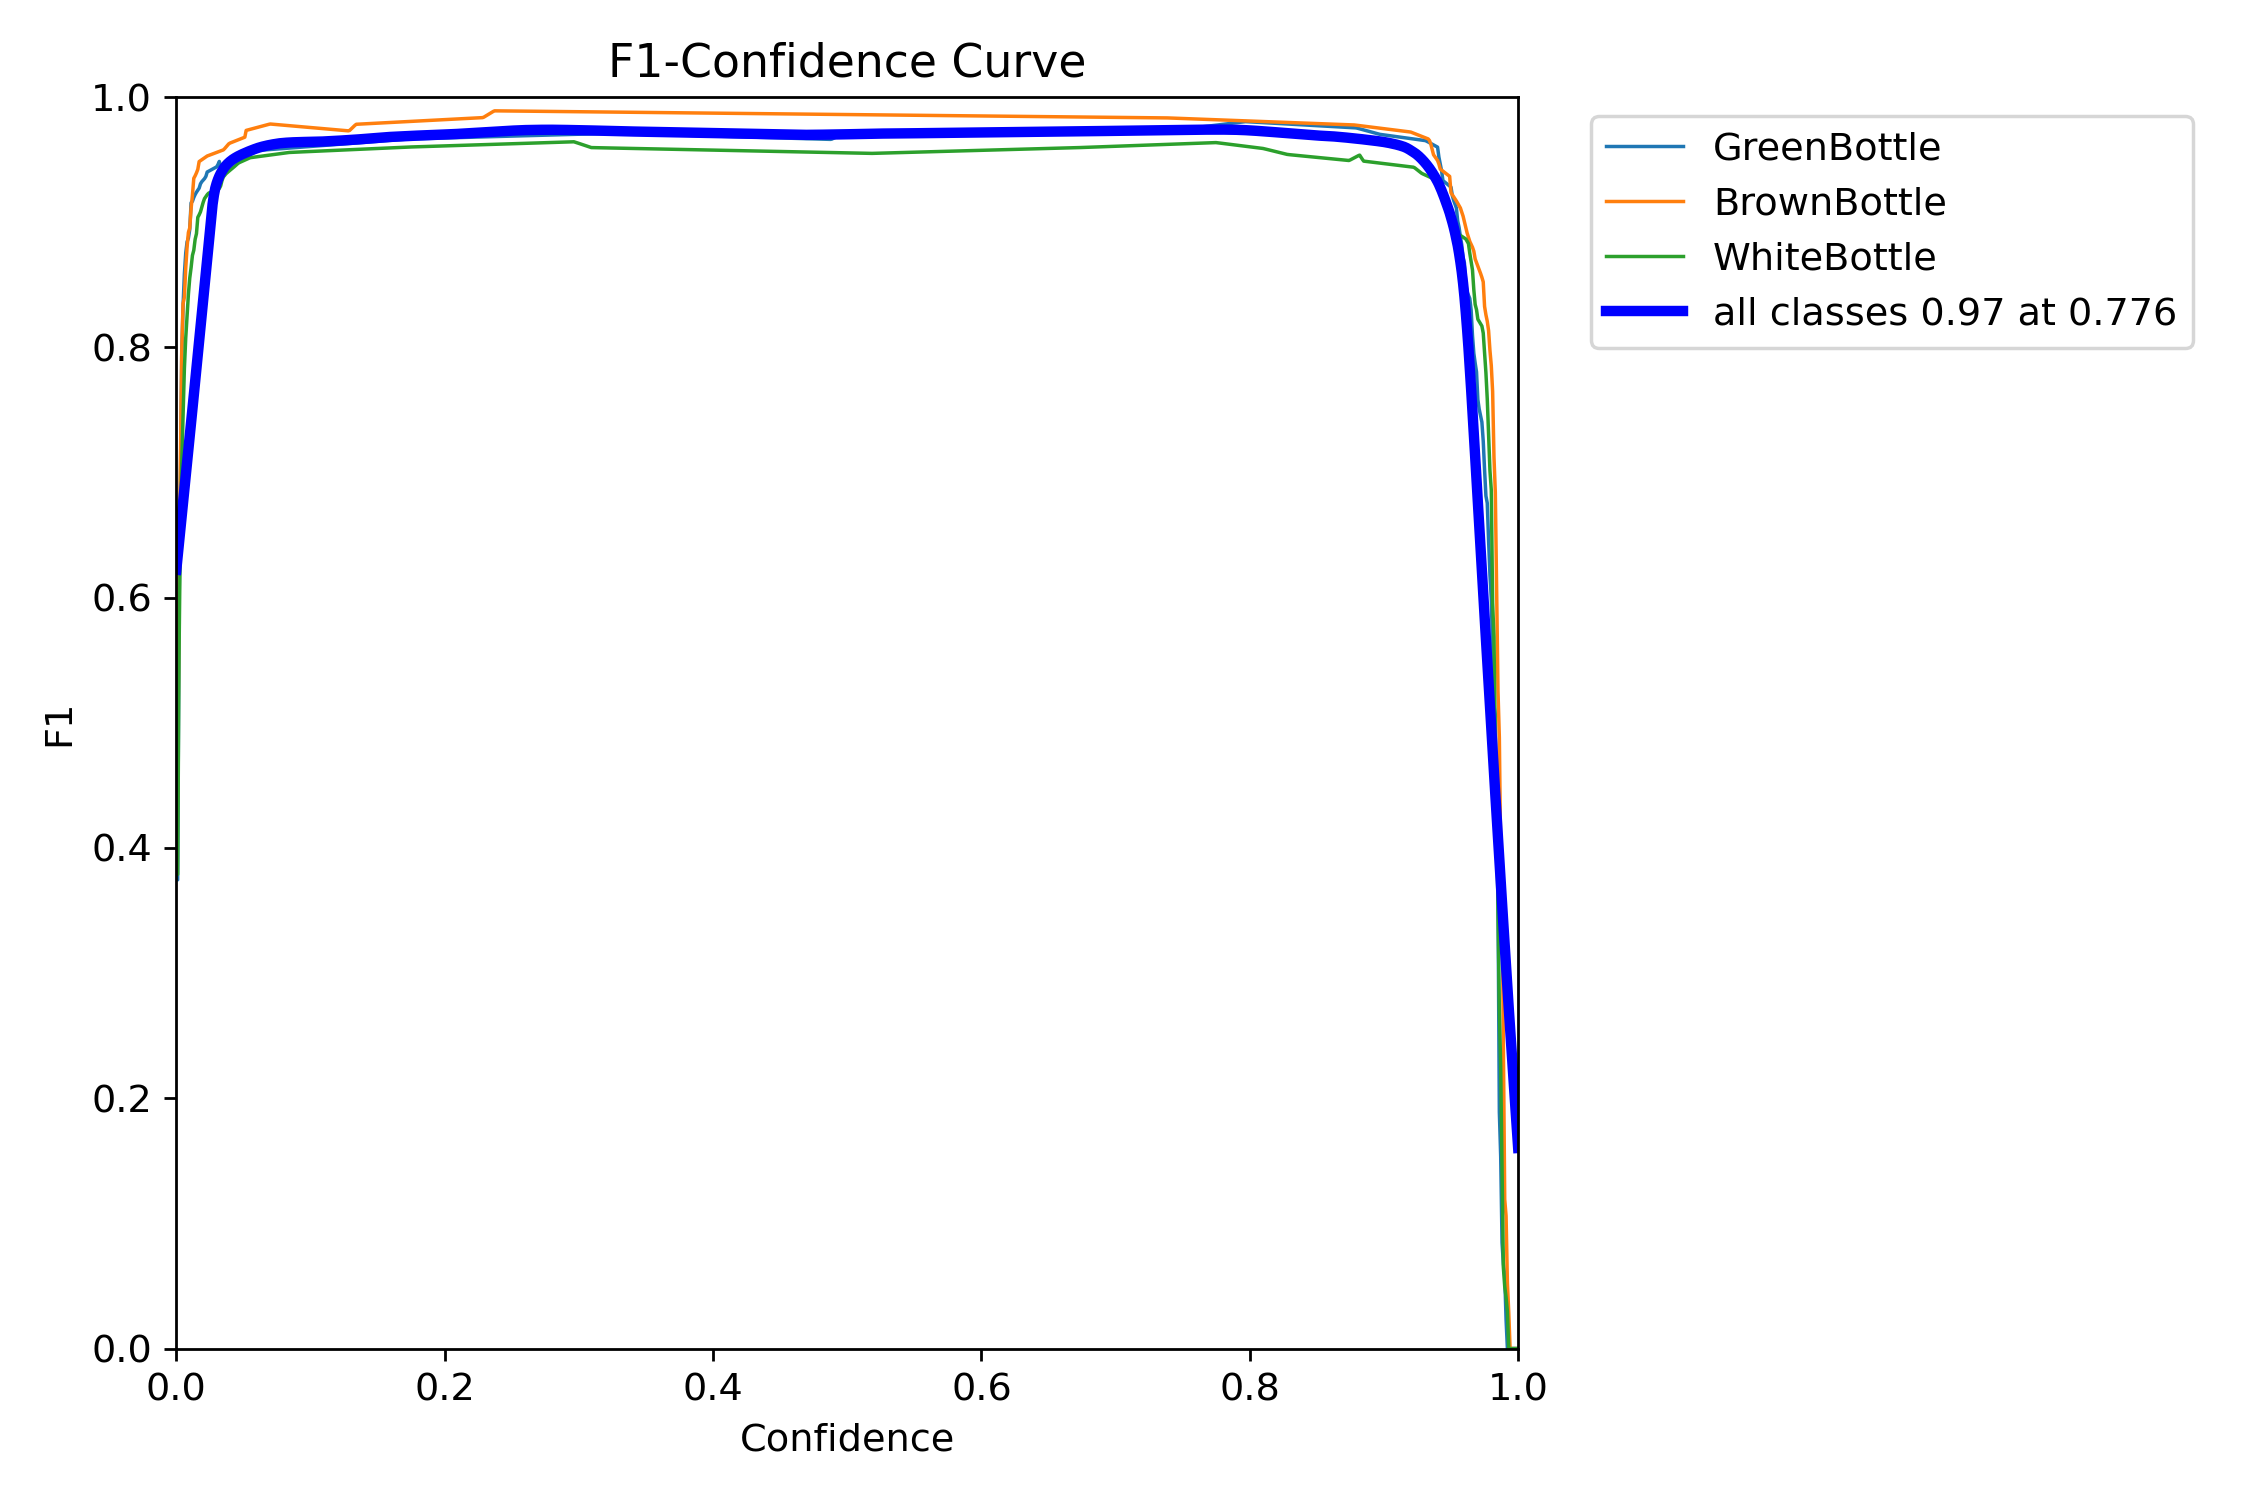 F1-Confidence Curve
GreenBottle
BrownBottle
WhiteBottle
all classes 0.97 at 0.776
1.0
0.8
0.6
0.4
0.2
0.0
F1
0.0 0.2 0.4 0.6 0.8 1.0
Confidence